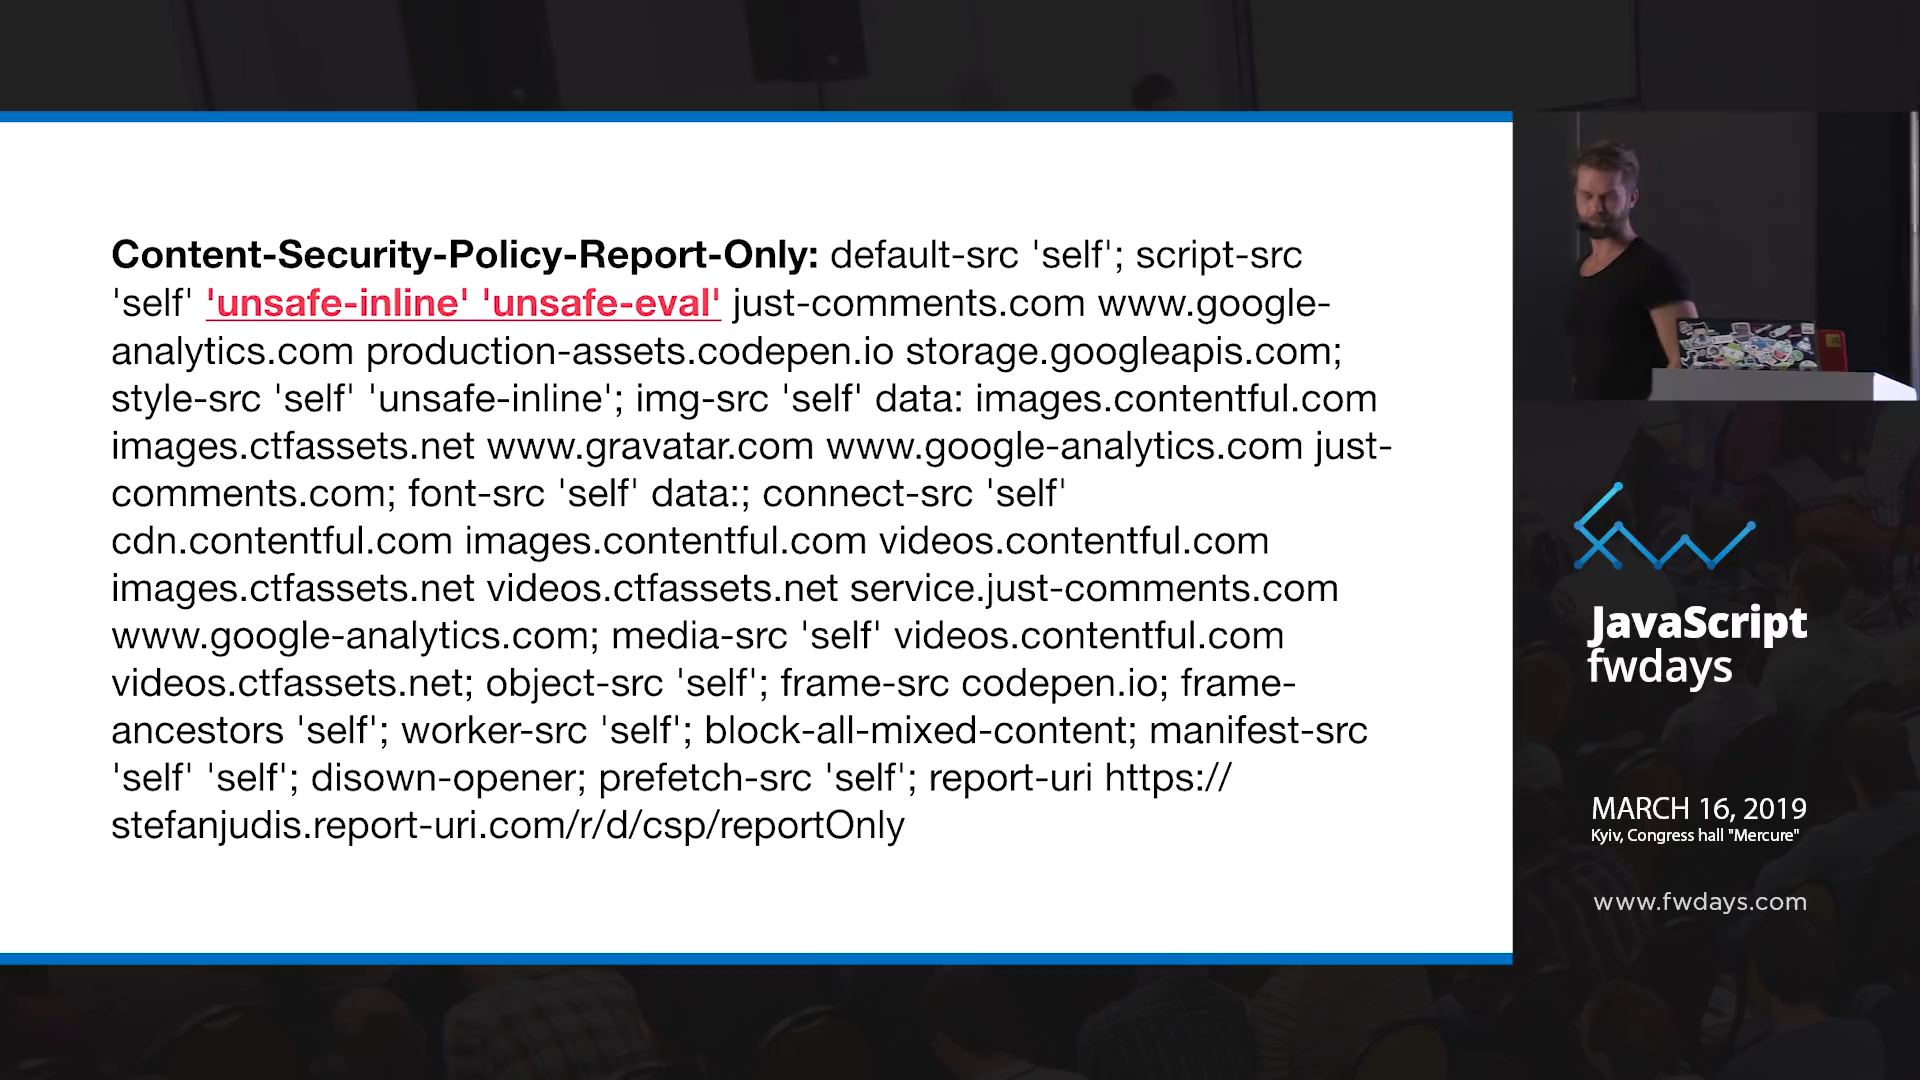 Content-Security-Policy-Report-Only: default-src 'self'; script-src
'self' 'unsafe-inline' 'unsafe-eval' just-comments.com www.google-
analytics.com production-assets.codepen.io storage.googleapis.com;
style-src 'self' 'unsafe-inline'; img-src 'self' data: images.contentful.com
images.ctfassets.net www.gravatar.com www.google-analytics.com just-
comments.com; font-src 'self' data:; connect-src 'self'
cdn.contentful.com images.contentful.com videos.contentful.com
images.ctfassets.net videos.ctfassets.net service.just-comments.com
www.google-analytics.com; media-src 'self' videos.contentful.com
videos.ctfassets.net; object-src 'self'; frame-src codepen.io; frame-
ancestors 'self'; worker-src 'self'; block-all-mixed-content; manifest-src
'self' 'self'; disown-opener; prefetch-src 'self'; report-uri https://
stefanjudis.report-uri.com/r/d/csp/reportOnly
JavaScript
fwdays
MARCH 16, 2019
Kyiv, Congress hall "Mercure"
www.fwdays.com